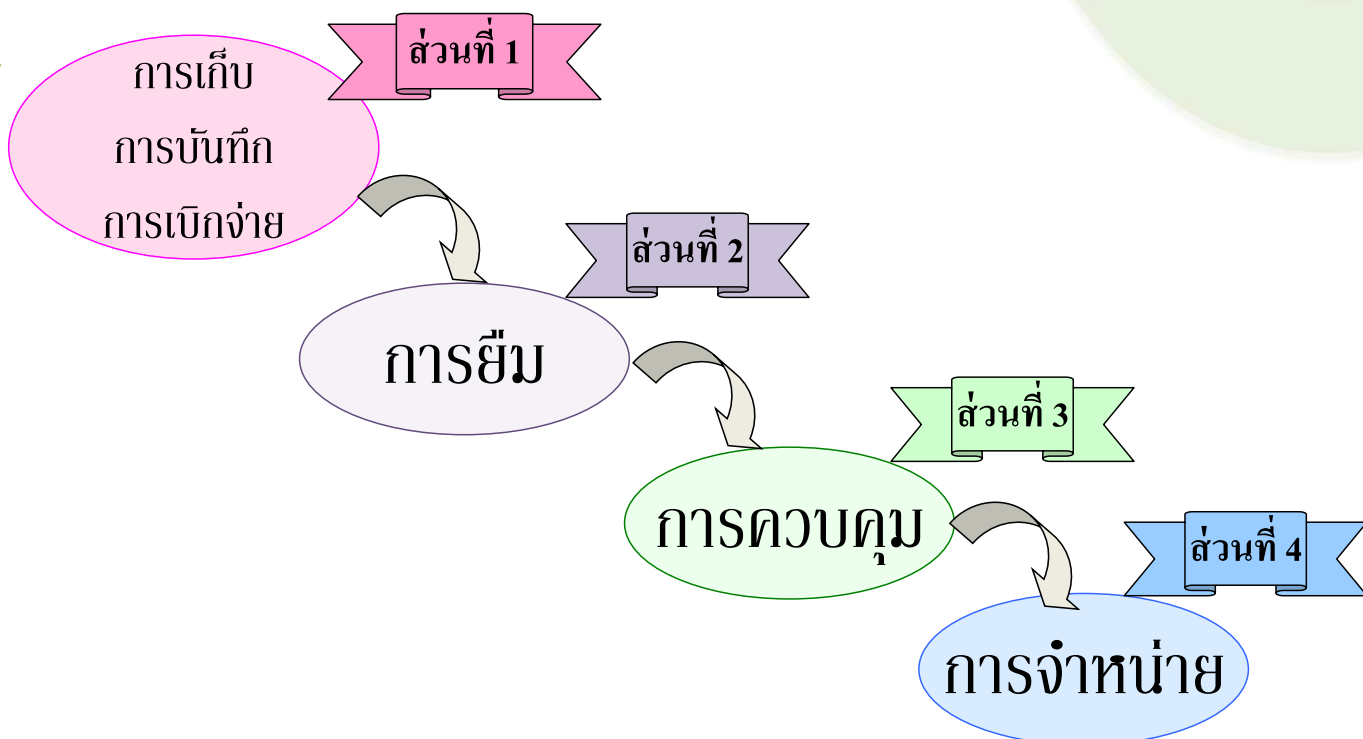 ส่วนที่ 1
การเก็บ
การบันทึก
การเบิกจ่าย
ส่วนที่ 2
การยืม
ส่วนที่ 3
การควบคุม
ส่วนที่ 4
การจำหน่าย